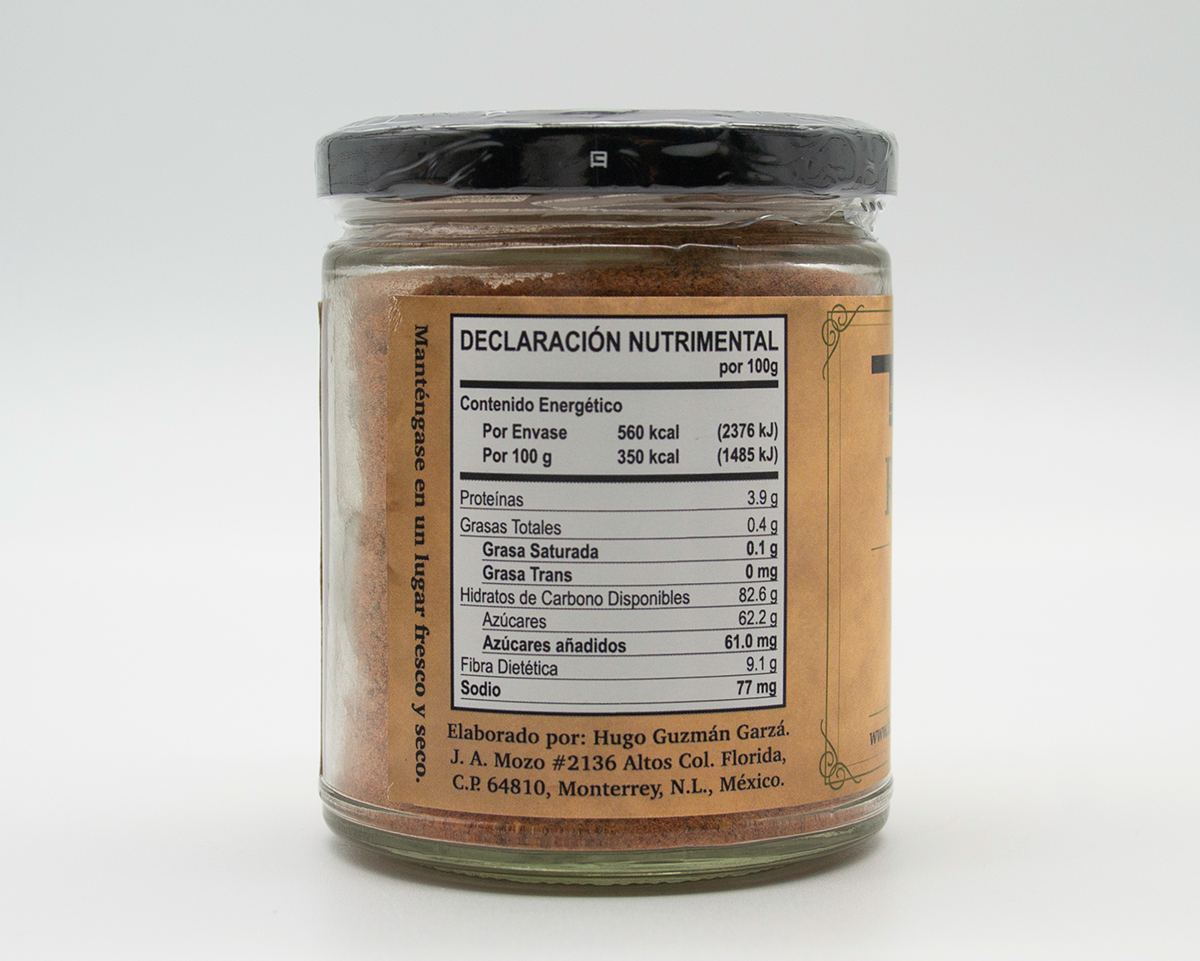 Manténgase en un lugar fresco y seco.
DECLARACIÓN NUTRIMENTAL
por 100g
Contenido Energético
Por Envase 560 kcal (2376 kJ)
Por 100 g 350 kcal (1485 kJ)
Proteínas 3.9 g
Grasas Totales 0.4 g
Grasa Saturada 0.1 g
Grasa Trans 0 mg
Hidratos de Carbono Disponibles 82.6 g
Azúcares 62.2 g
Azúcares añadidos 61.0 mg
Fibra Dietética 9.1 g
Sodio 77 mg
Elaborado por: Hugo Guzmán Garzá.
J. A. Mozo #2136 Altos Col. Florida,
C.P. 64810, Monterrey, N.L., México.